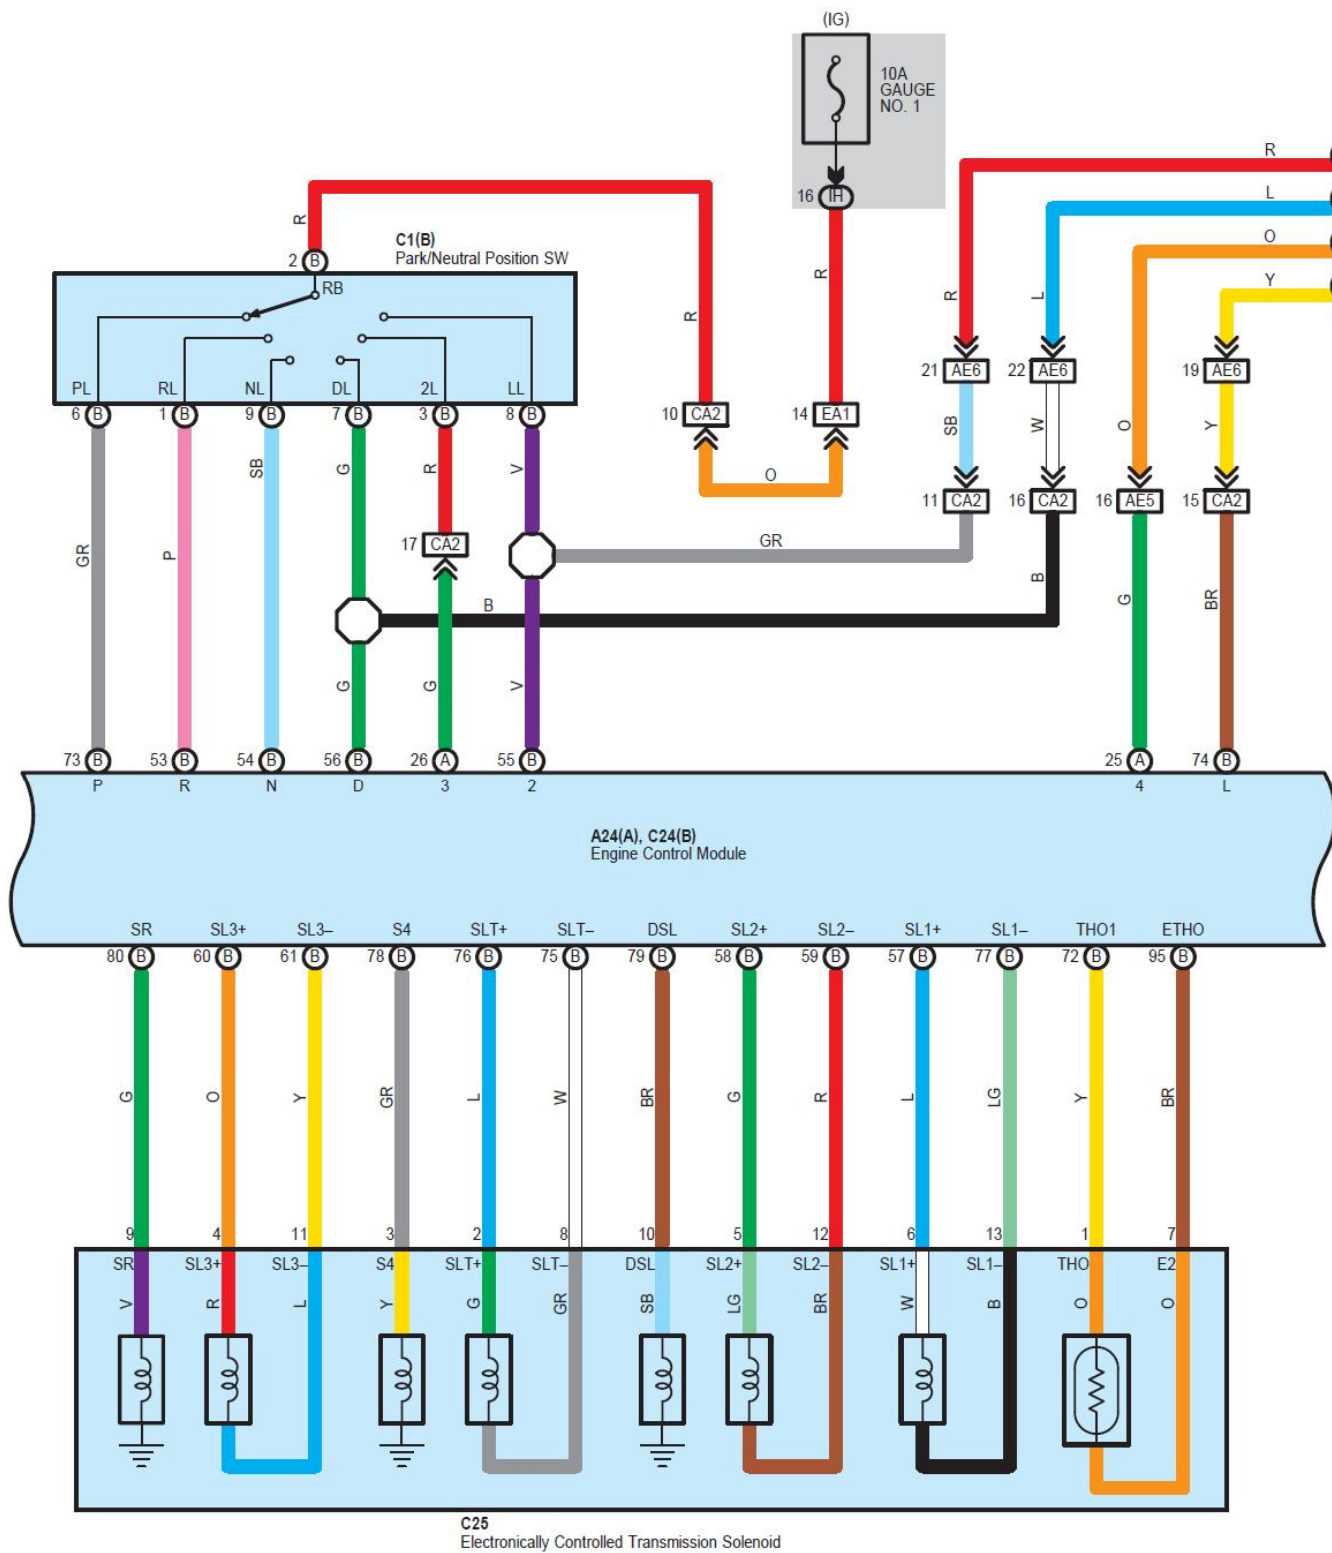 (IG)
10A
GAUGE
NO. 1
16 IH
R
L
O
Y
R
C1(B)
Park/Neutral Position SW
2 B
RB
R
R
R
L
PL RL NL DL 2L LL
6 B 1 B 9 B 7 B 3 B 8 B
10 CA2 14 EA1
21 AE6 22 AE6 19 AE6
SB G R V
O
SB W O Y
11 CA2 16 CA2 16 AE5 15 CA2
GR P
17 CA2
GR
B
B
G BR
G G V
73 B 53 B 54 B 56 B 26 A 55 B 25 A 74 B
P R N D 3 2 4 L
A24(A), C24(B)
Engine Control Module
SR SL3+ SL3– S4 SLT+ SLT– DSL SL2+ SL2– SL1+ SL1– THO1 ETHO
80 B 60 B 61 B 78 B 76 B 75 B 79 B 58 B 59 B 57 B 77 B 72 B 95 B
G O Y GR L W BR G R L LG Y BR
9 4 11 3 2 8 10 5 12 6 13 1 7
SR SL3+ SL3– S4 SLT+ SLT– DSL SL2+ SL2– SL1+ SL1– THO E2
V R L Y G GR SB LG BR W B O O
C25
Electronically Controlled Transmission Solenoid